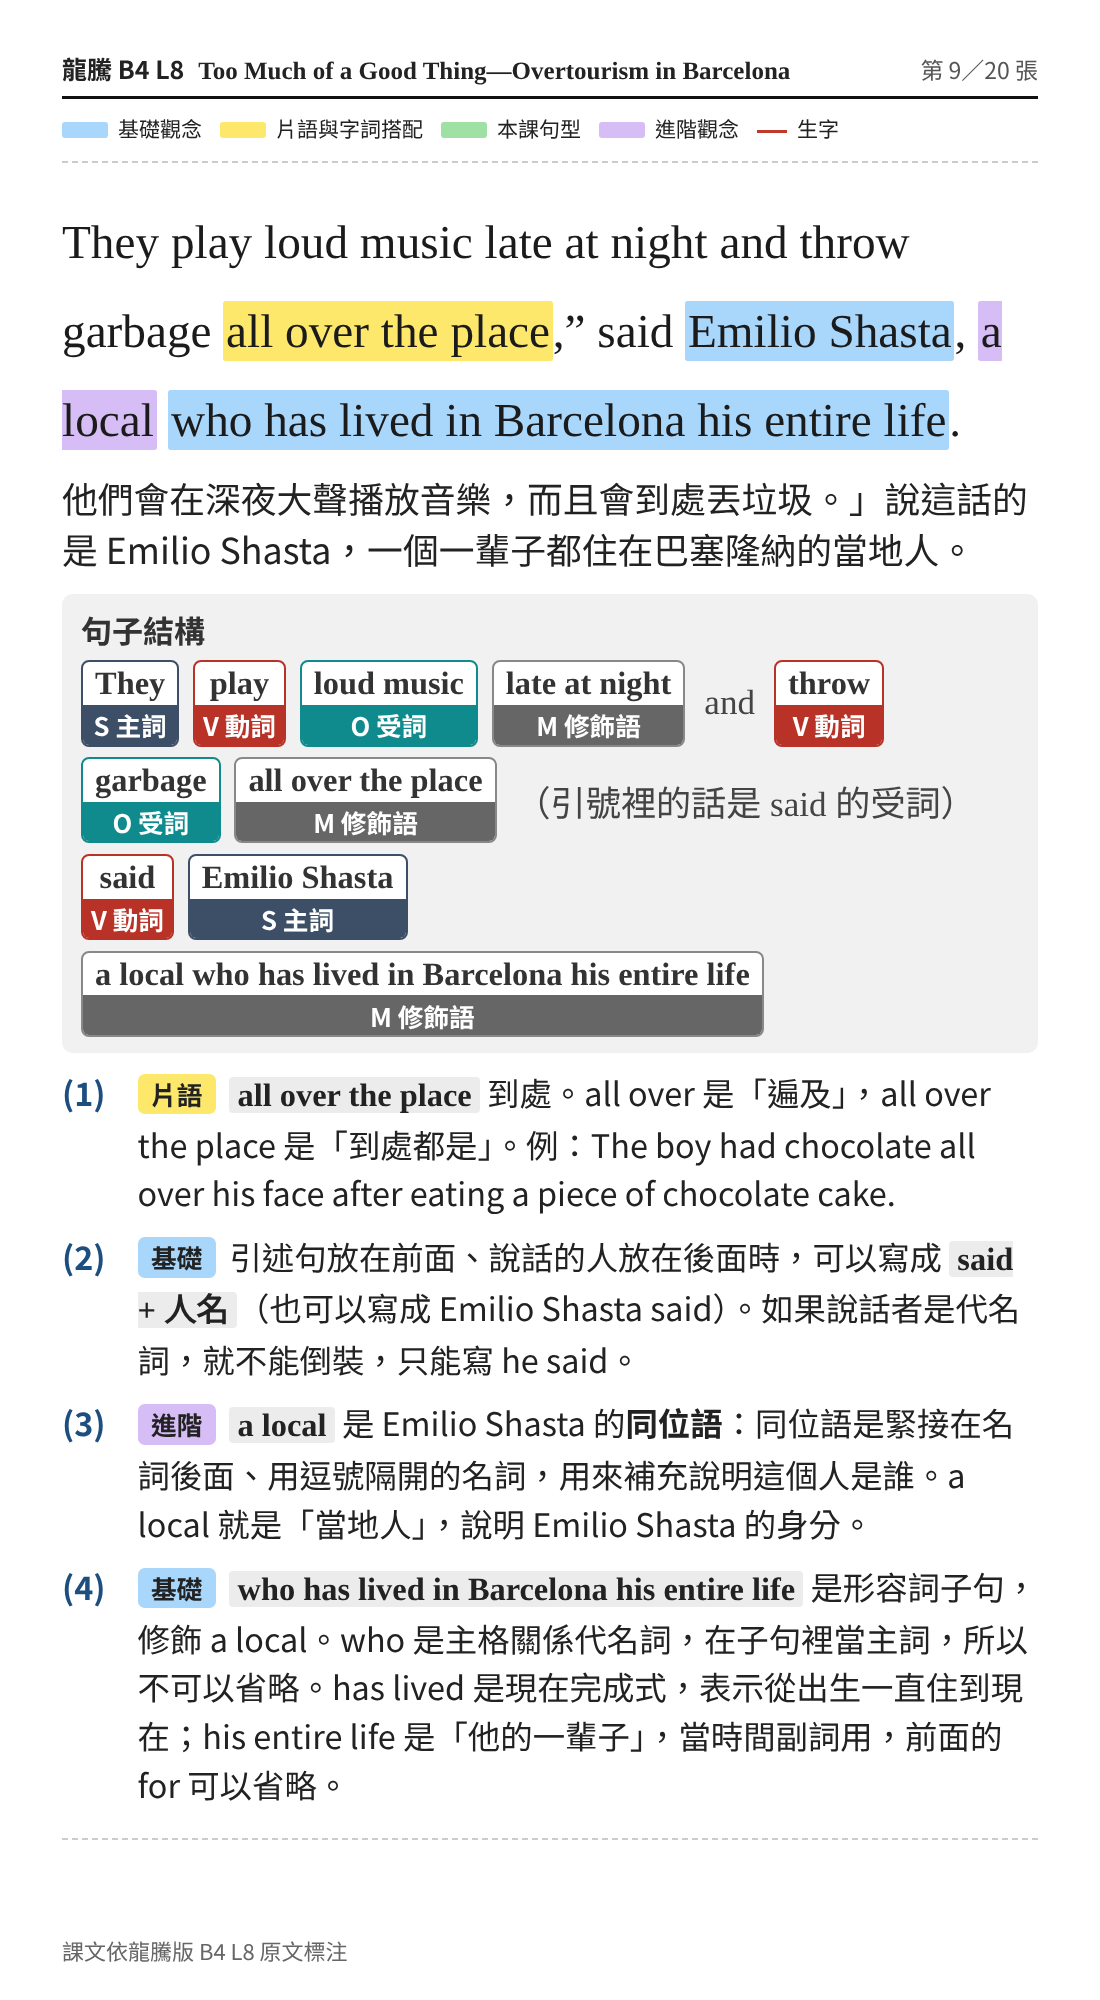 龍騰 B4 L8 Too Much of a Good Thing—Overtourism in Barcelona 第 9／20 張
基礎觀念 片語與字詞搭配 本課句型 進階觀念 生字
They play loud music late at night and throw
garbage all over the place,” said Emilio Shasta, a
local who has lived in Barcelona his entire life.
他們會在深夜大聲播放音樂，而且會到處丟垃圾。」說這話的
是 Emilio Shasta，一個一輩子都住在巴塞隆納的當地人。
句子結構
They play loud music late at night and throw
S 主詞 V 動詞 O 受詞 M 修飾語 V 動詞
garbage all over the place （引號裡的話是 said 的受詞）
O 受詞 M 修飾語
said Emilio Shasta
V 動詞 S 主詞
a local who has lived in Barcelona his entire life
M 修飾語
(1) 片語 all over the place 到處。all over 是「遍及」，all over
the place 是「到處都是」。例：The boy had chocolate all
over his face after eating a piece of chocolate cake.
(2) 基礎 引述句放在前面、說話的人放在後面時，可以寫成 said
+ 人名（也可以寫成 Emilio Shasta said）。如果說話者是代名
詞，就不能倒裝，只能寫 he said。
(3) 進階 a local 是 Emilio Shasta 的同位語：同位語是緊接在名
詞後面、用逗號隔開的名詞，用來補充說明這個人是誰。a
local 就是「當地人」，說明 Emilio Shasta 的身分。
(4) 基礎 who has lived in Barcelona his entire life 是形容詞子句，
修飾 a local。who 是主格關係代名詞，在子句裡當主詞，所以
不可以省略。has lived 是現在完成式，表示從出生一直住到現
在；his entire life 是「他的一輩子」，當時間副詞用，前面的
for 可以省略。
課文依龍騰版 B4 L8 原文標注